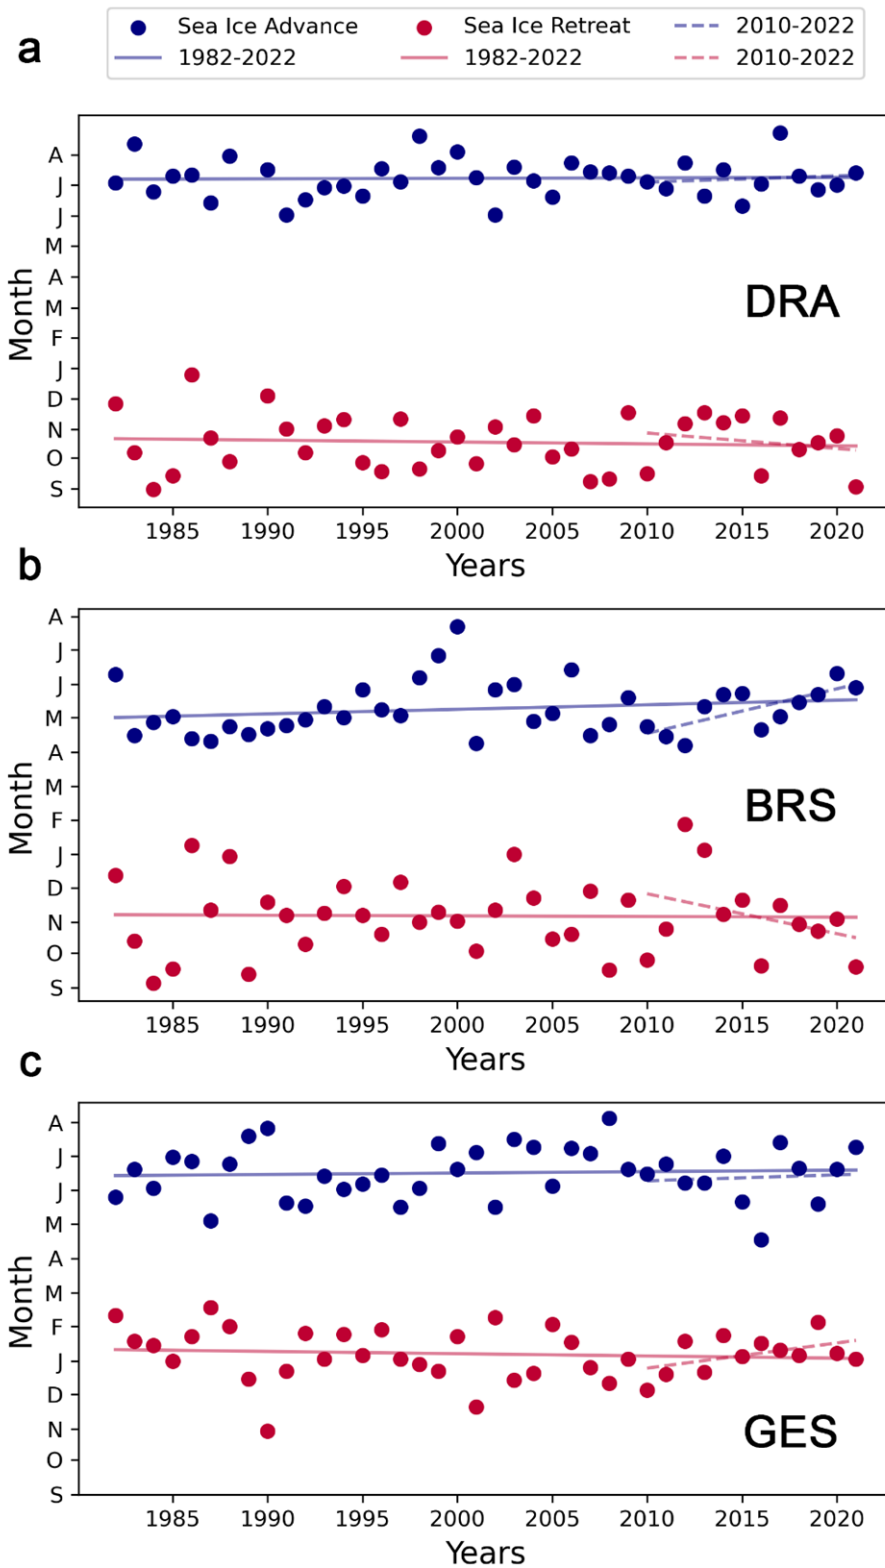 a
Sea Ice Advance Sea Ice Retreat 2010-2022
1982-2022 1982-2022 2010-2022
A
J
J
M
A
M
F
J
D
N
O
S
Month
DRA
1985 1990 1995 2000 2005 2010 2015 2020
Years
b
A
J
J
M
A
M
F
J
D
N
O
S
Month
BRS
1985 1990 1995 2000 2005 2010 2015 2020
Years
c
A
J
J
M
A
M
F
J
D
N
O
S
Month
GES
1985 1990 1995 2000 2005 2010 2015 2020
Years